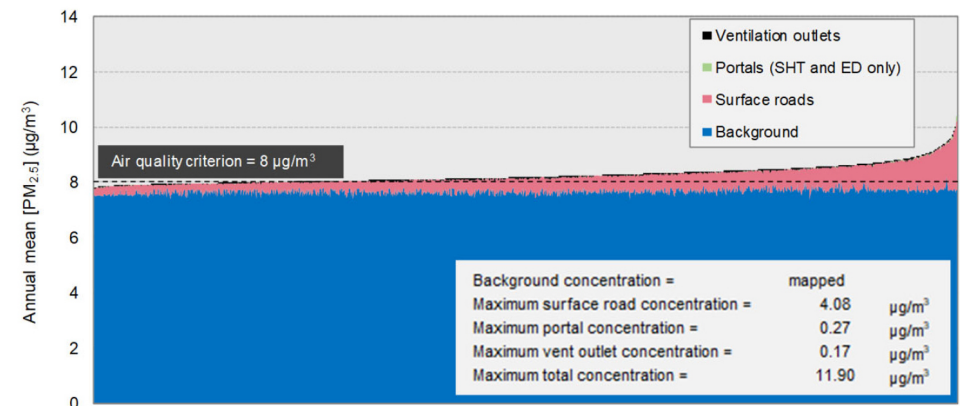 14
12
10
8
6
4
2
0
Annual mean [PM2.5] (µg/m3)
Ventilation outlets
Portals (SHT and ED only)
Surface roads
Background
Air quality criterion = 8 µg/m3
Background concentration = mapped
Maximum surface road concentration = 4.08 µg/m3
Maximum portal concentration = 0.27 µg/m3
Maximum vent outlet concentration = 0.17 µg/m3
Maximum total concentration = 11.90 µg/m3